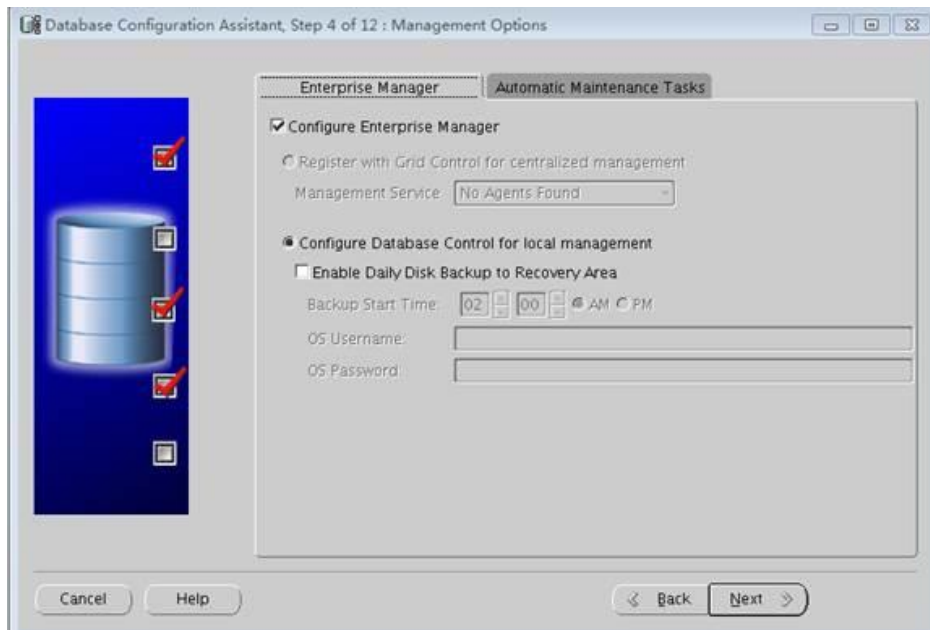 Database Configuration Assistant, Step 4 of 12 : Management Options
Enterprise Manager
Automatic Maintenance Tasks
Configure Enterprise Manager
Register with Grid Control for centralized management
Management Service No Agents Found
Configure Database Control for local management
Enable Daily Disk Backup to Recovery Area
Backup Start Time: 02 00 AM PM
OS Username:
OS Password:
Cancel Help Back Next